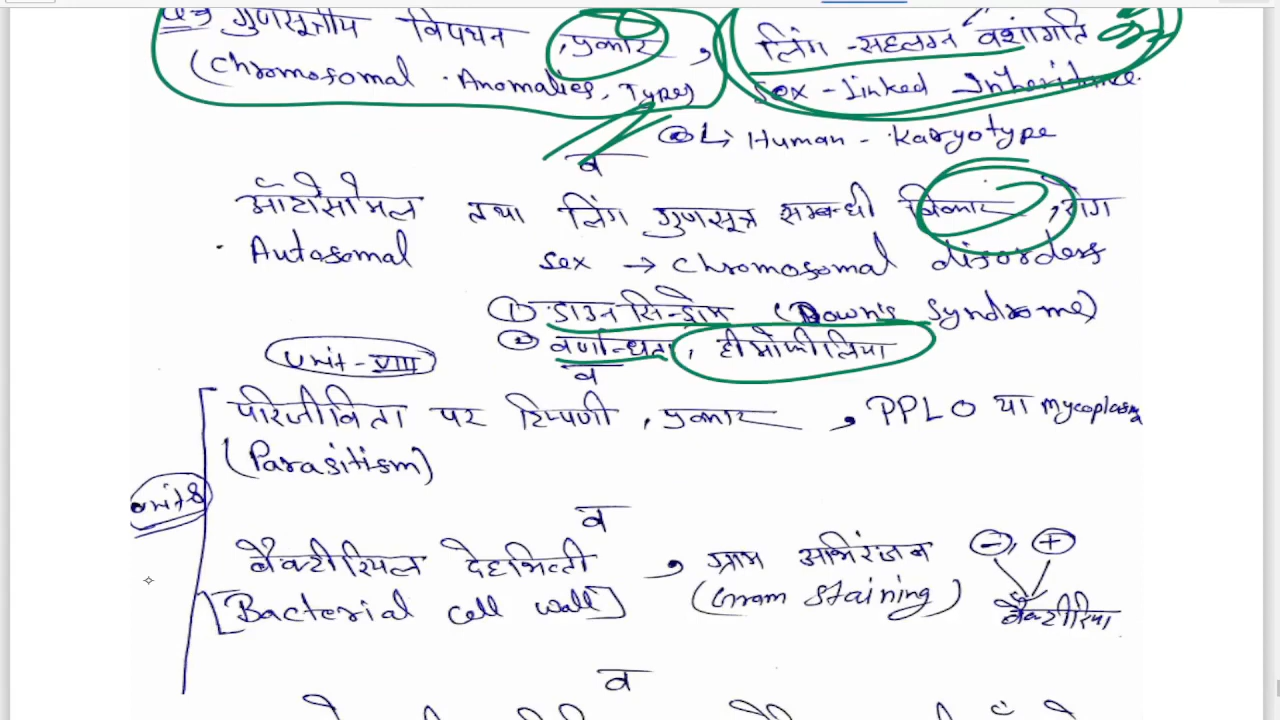 गुणसूत्रीय विपथन, प्रकार, लिंग-सहलग्न वंशागति
(Chromosomal Anomalies, Types) Sex-Linked Inheridance
Human-Karyotype
व
ऑटोसोमल तथा लिंग गुणसूत्र सम्बन्धी विकार, रोग
Autosomal sex → Chromosomal disorders
① डाउन सिन्ड्रोम (Down's Syndrome)
② वर्णान्धता, हीमोफीलिया
Unit-VIII
व
परिजीविता पर टिप्पणी, प्रकार, PPLO या Mycoplasma
(Parasitism)
Unit 8
व
बैक्टीरियल देहभित्ती, ग्राम अभिरंजन ⊖, ⊕
[Bacterial cell wall] (Gram Staining) बैक्टीरिया
व